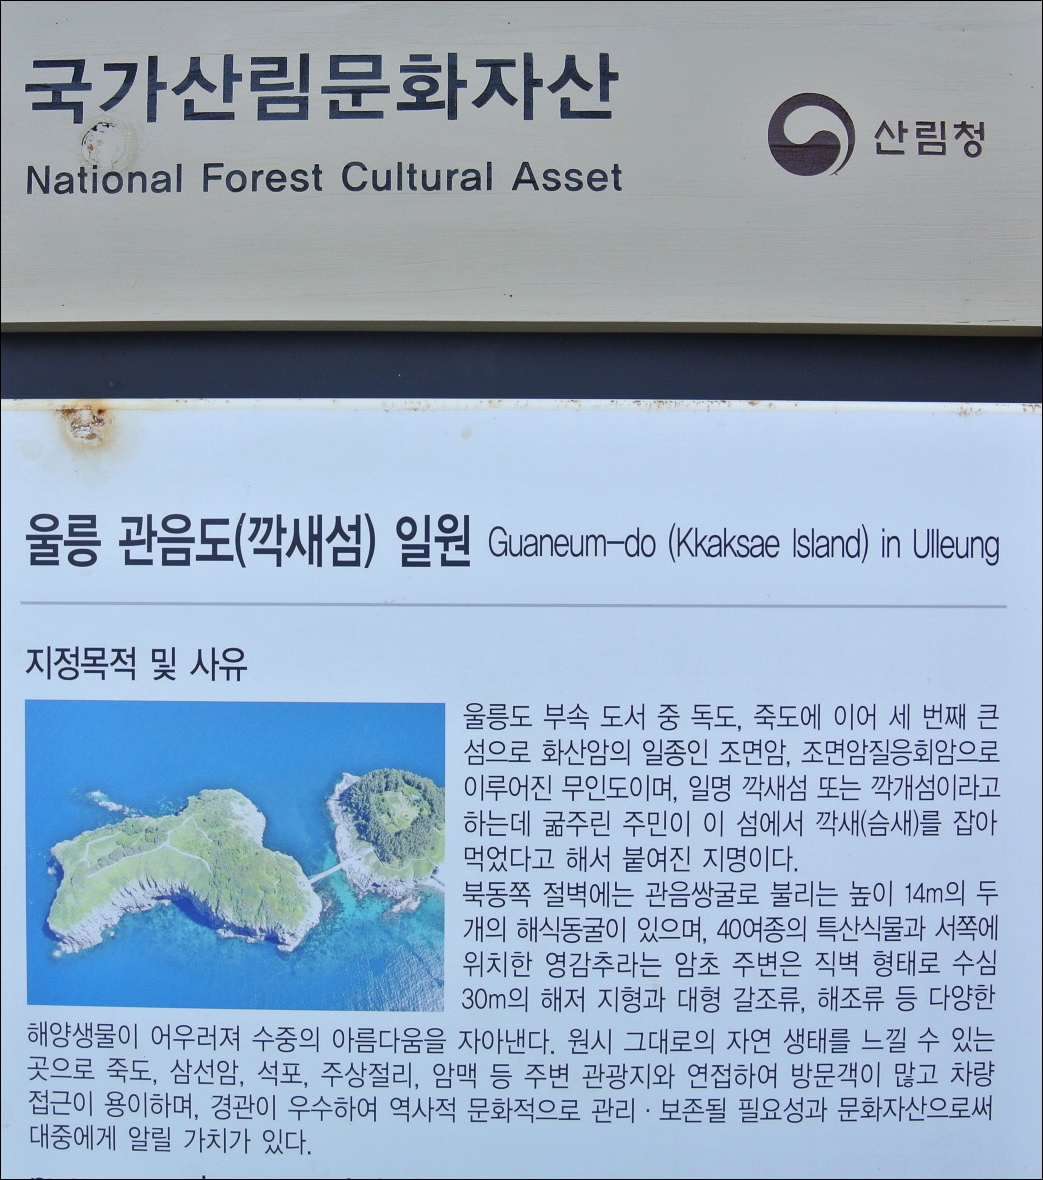 국가산림문화자산
산림청
National Forest Cultural Asset
울릉 관음도(깍새섬) 일원 Guaneum-do (Kkaksae Island) in Ulleung
지정목적 및 사유
울릉도 부속 도서 중 독도, 죽도에 이어 세 번째 큰
섬으로 화산암의 일종인 조면암, 조면암질응회암으로
이루어진 무인도이며, 일명 깍새섬 또는 깍개섬이라고
하는데 굶주린 주민이 이 섬에서 깍새(슴새)를 잡아
먹었다고 해서 붙여진 지명이다.
북동쪽 절벽에는 관음쌍굴로 불리는 높이 14m의 두
개의 해식동굴이 있으며, 40여종의 특산식물과 서쪽에
위치한 영감추라는 암초 주변은 직벽 형태로 수심
30m의 해저 지형과 대형 갈조류, 해조류 등 다양한
해양생물이 어우러져 수중의 아름다움을 자아낸다. 원시 그대로의 자연 생태를 느낄 수 있는
곳으로 죽도, 삼선암, 석포, 주상절리, 암맥 등 주변 관광지와 연접하여 방문객이 많고 차량
접근이 용이하며, 경관이 우수하여 역사적 문화적으로 관리·보존될 필요성과 문화자산으로써
대중에게 알릴 가치가 있다.